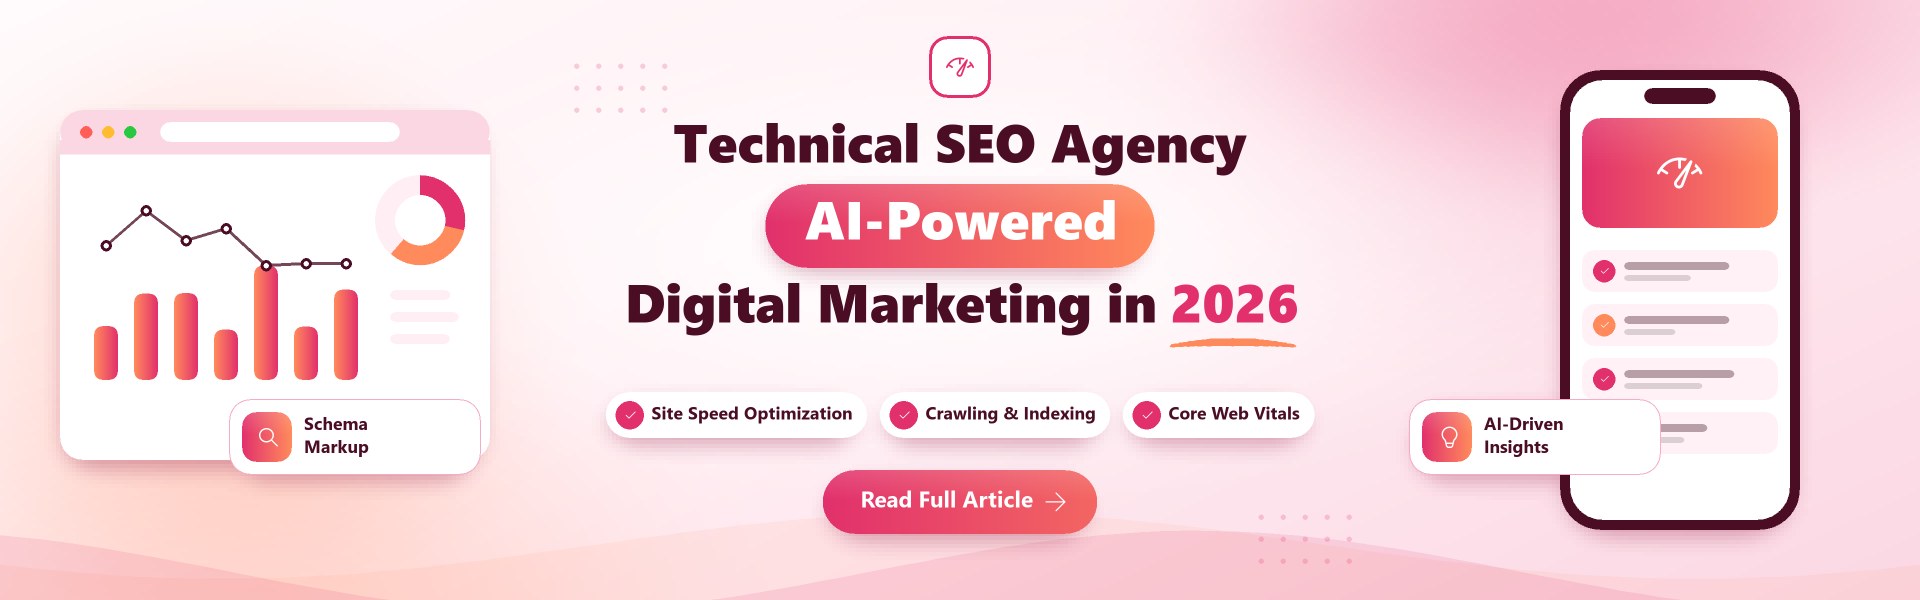 Technical SEO Agency
AI-Powered
Digital Marketing in 2026
Site Speed Optimization
Crawling & Indexing
Core Web Vitals
Read Full Article
Schema
Markup
AI-Driven
Insights